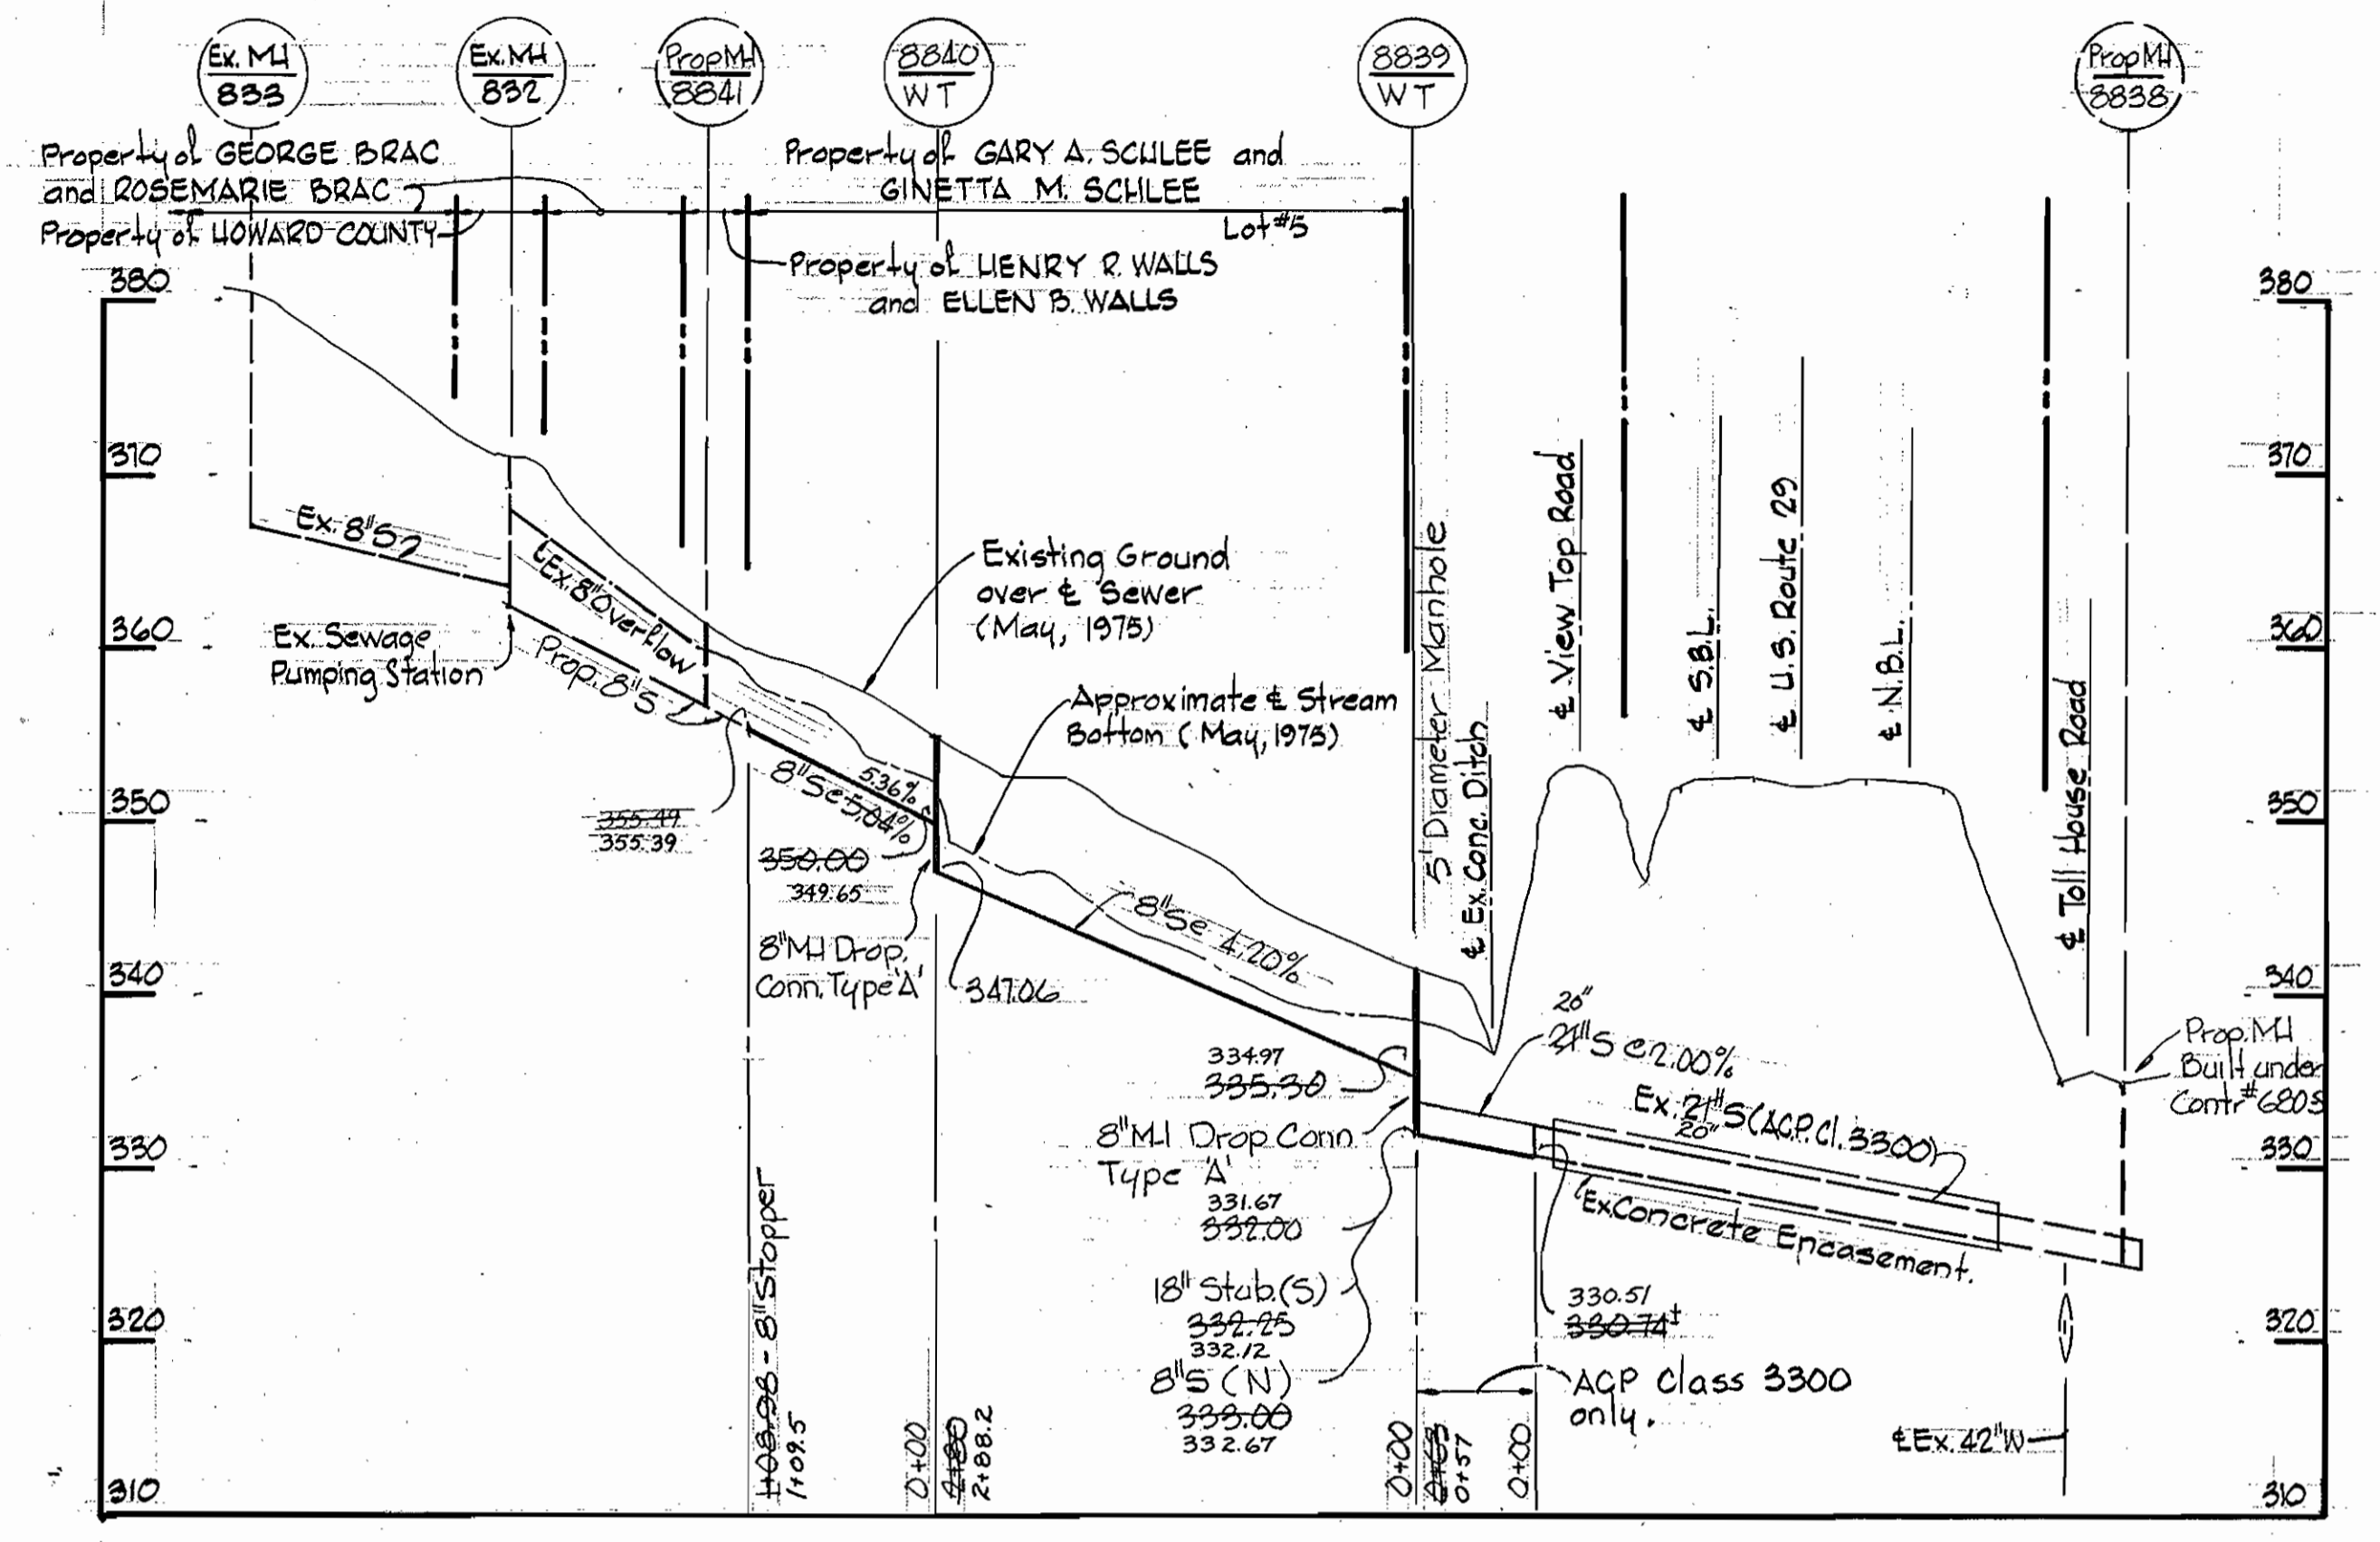 Ex. MH
833
Ex. MH
832
Prop MH
8841
8840
WT
8839
WT
Prop MH
8838
Property of GEORGE BRAC
and ROSEMARIE BRAC
Property of HOWARD COUNTY
Property of GARY A. SCHLEE and
GINETTA M. SCHLEE
Lot #5
Property of HENRY R. WALLS
and ELLEN B. WALLS
380
370
360
350
340
330
320
310
380
370
360
350
340
330
320
310
Ex. 8"S
Ex. 8" Overflow
Prop. 8"S
Ex. Sewage
Pumping Station
Existing Ground
over ℄ Sewer
(May, 1975)
Approximate ℄ Stream
Bottom (May, 1975)
5.36%
8"S@ 5.04%
355.49
355.39
350.00
349.65
8"MH Drop
Conn. Type 'A'
347.06
8"S@ 4.20%
5' Diameter Manhole
℄ Ex. Conc. Ditch
℄ View Top Road
℄ S.B.L.
℄ U.S. Route 29
℄ N.B.L.
℄ Toll House Road
334.97
335.30
8"MH Drop Conn
Type 'A'
331.67
332.00
18" Stub (S)
332.25
332.12
8"S (N)
333.00
332.67
20"
21"S @ 2.00%
Ex. 21"S (ACP. Cl. 3300)
20"
Ex Concrete Encasement.
Prop. MH
Built under
Contr # 680S
330.51
330.74±
ACP Class 3300
only.
℄ Ex. 42"W
1+08.98 - 8" Stopper
1+09.5
0+00
2+80
2+88.2
0+00
0+63
0+57
0+00